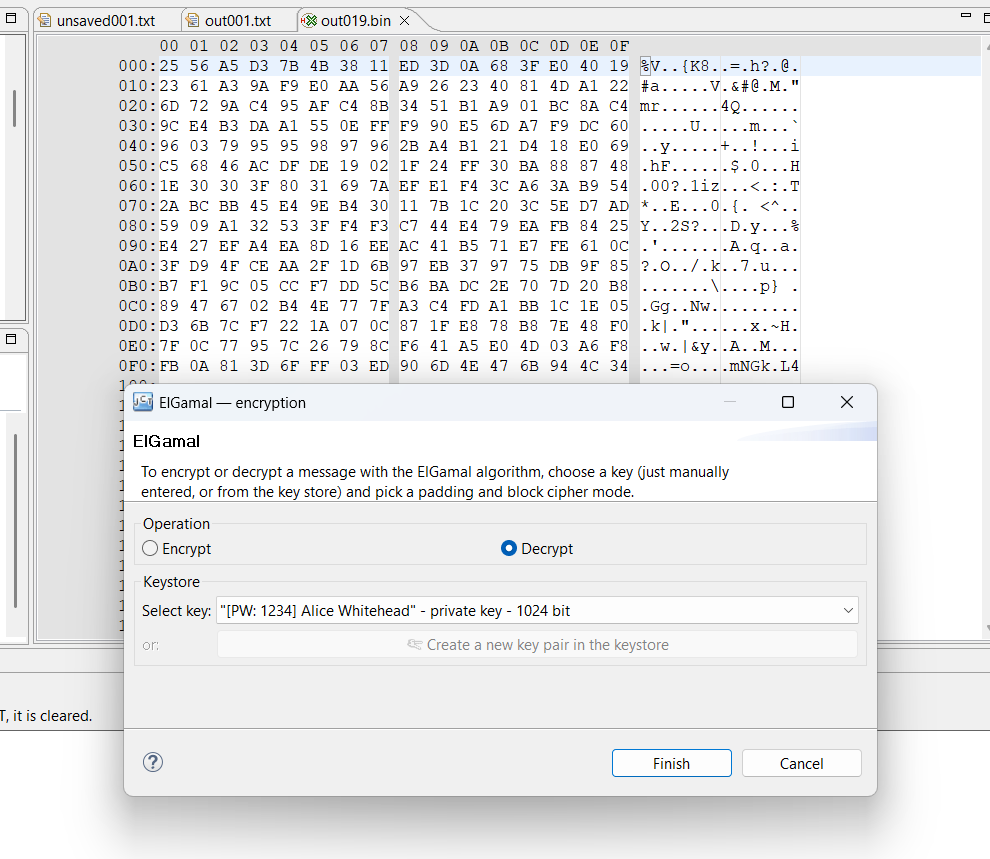 unsaved001.txt out001.txt out019.bin
00 01 02 03 04 05 06 07 08 09 0A 0B 0C 0D 0E 0F
000:25 56 A5 D3 7B 4B 38 11 ED 3D 0A 68 3F E0 40 19 %V..{K8..=.h?.@.
010:23 61 A3 9A F9 E0 AA 56 A9 26 23 40 81 4D A1 22 #a.....V.&#@.M."
020:6D 72 9A C4 95 AF C4 8B 34 51 B1 A9 01 BC 8A C4 mr......4Q......
030:9C E4 B3 DA A1 55 0E FF F9 90 E5 6D A7 F9 DC 60 .....U.....m...`
040:96 03 79 95 95 98 97 96 2B A4 B1 21 D4 18 E0 69 ..y.....+..!...i
050:C5 68 46 AC DF DE 19 02 1F 24 FF 30 BA 88 87 48 .hF......$.0...H
060:1E 30 30 3F 80 31 69 7A EF E1 F4 3C A6 3A B9 54 .00?.1iz...<.:.T
070:2A BC BB 45 E4 9E B4 30 11 7B 1C 20 3C 5E D7 AD *..E...0.{. <^..
080:59 09 A1 32 53 3F F4 F3 C7 44 E4 79 EA FB 84 25 Y..2S?...D.y...%
090:E4 27 EF A4 EA 8D 16 EE AC 41 B5 71 E7 FE 61 0C .'.......A.q..a.
0A0:3F D9 4F CE AA 2F 1D 6B 97 EB 37 97 75 DB 9F 85 ?.O../.k..7.u...
0B0:B7 F1 9C 05 CC F7 DD 5C B6 BA DC 2E 70 7D 20 B8 .......\....p} .
0C0:89 47 67 02 B4 4E 77 7F A3 C4 FD A1 BB 1C 1E 05 .Gg..Nw.........
0D0:D3 6B 7C F7 22 1A 07 0C 87 1F E8 78 B8 7E 48 F0 .k|."......x.~H.
0E0:7F 0C 77 95 7C 26 79 8C F6 41 A5 E0 4D 03 A6 F8 ..w.|&y..A..M...
0F0:FB 0A 81 3D 6F FF 03 ED 90 6D 4E 47 6B 94 4C 34 ...=o....mNGk.L4
ElGamal — encryption
ElGamal
To encrypt or decrypt a message with the ElGamal algorithm, choose a key (just manually
entered, or from the key store) and pick a padding and block cipher mode.
Operation
Encrypt Decrypt
Keystore
Select key: "[PW: 1234] Alice Whitehead" - private key - 1024 bit
or: Create a new key pair in the keystore
T, it is cleared.
Finish Cancel